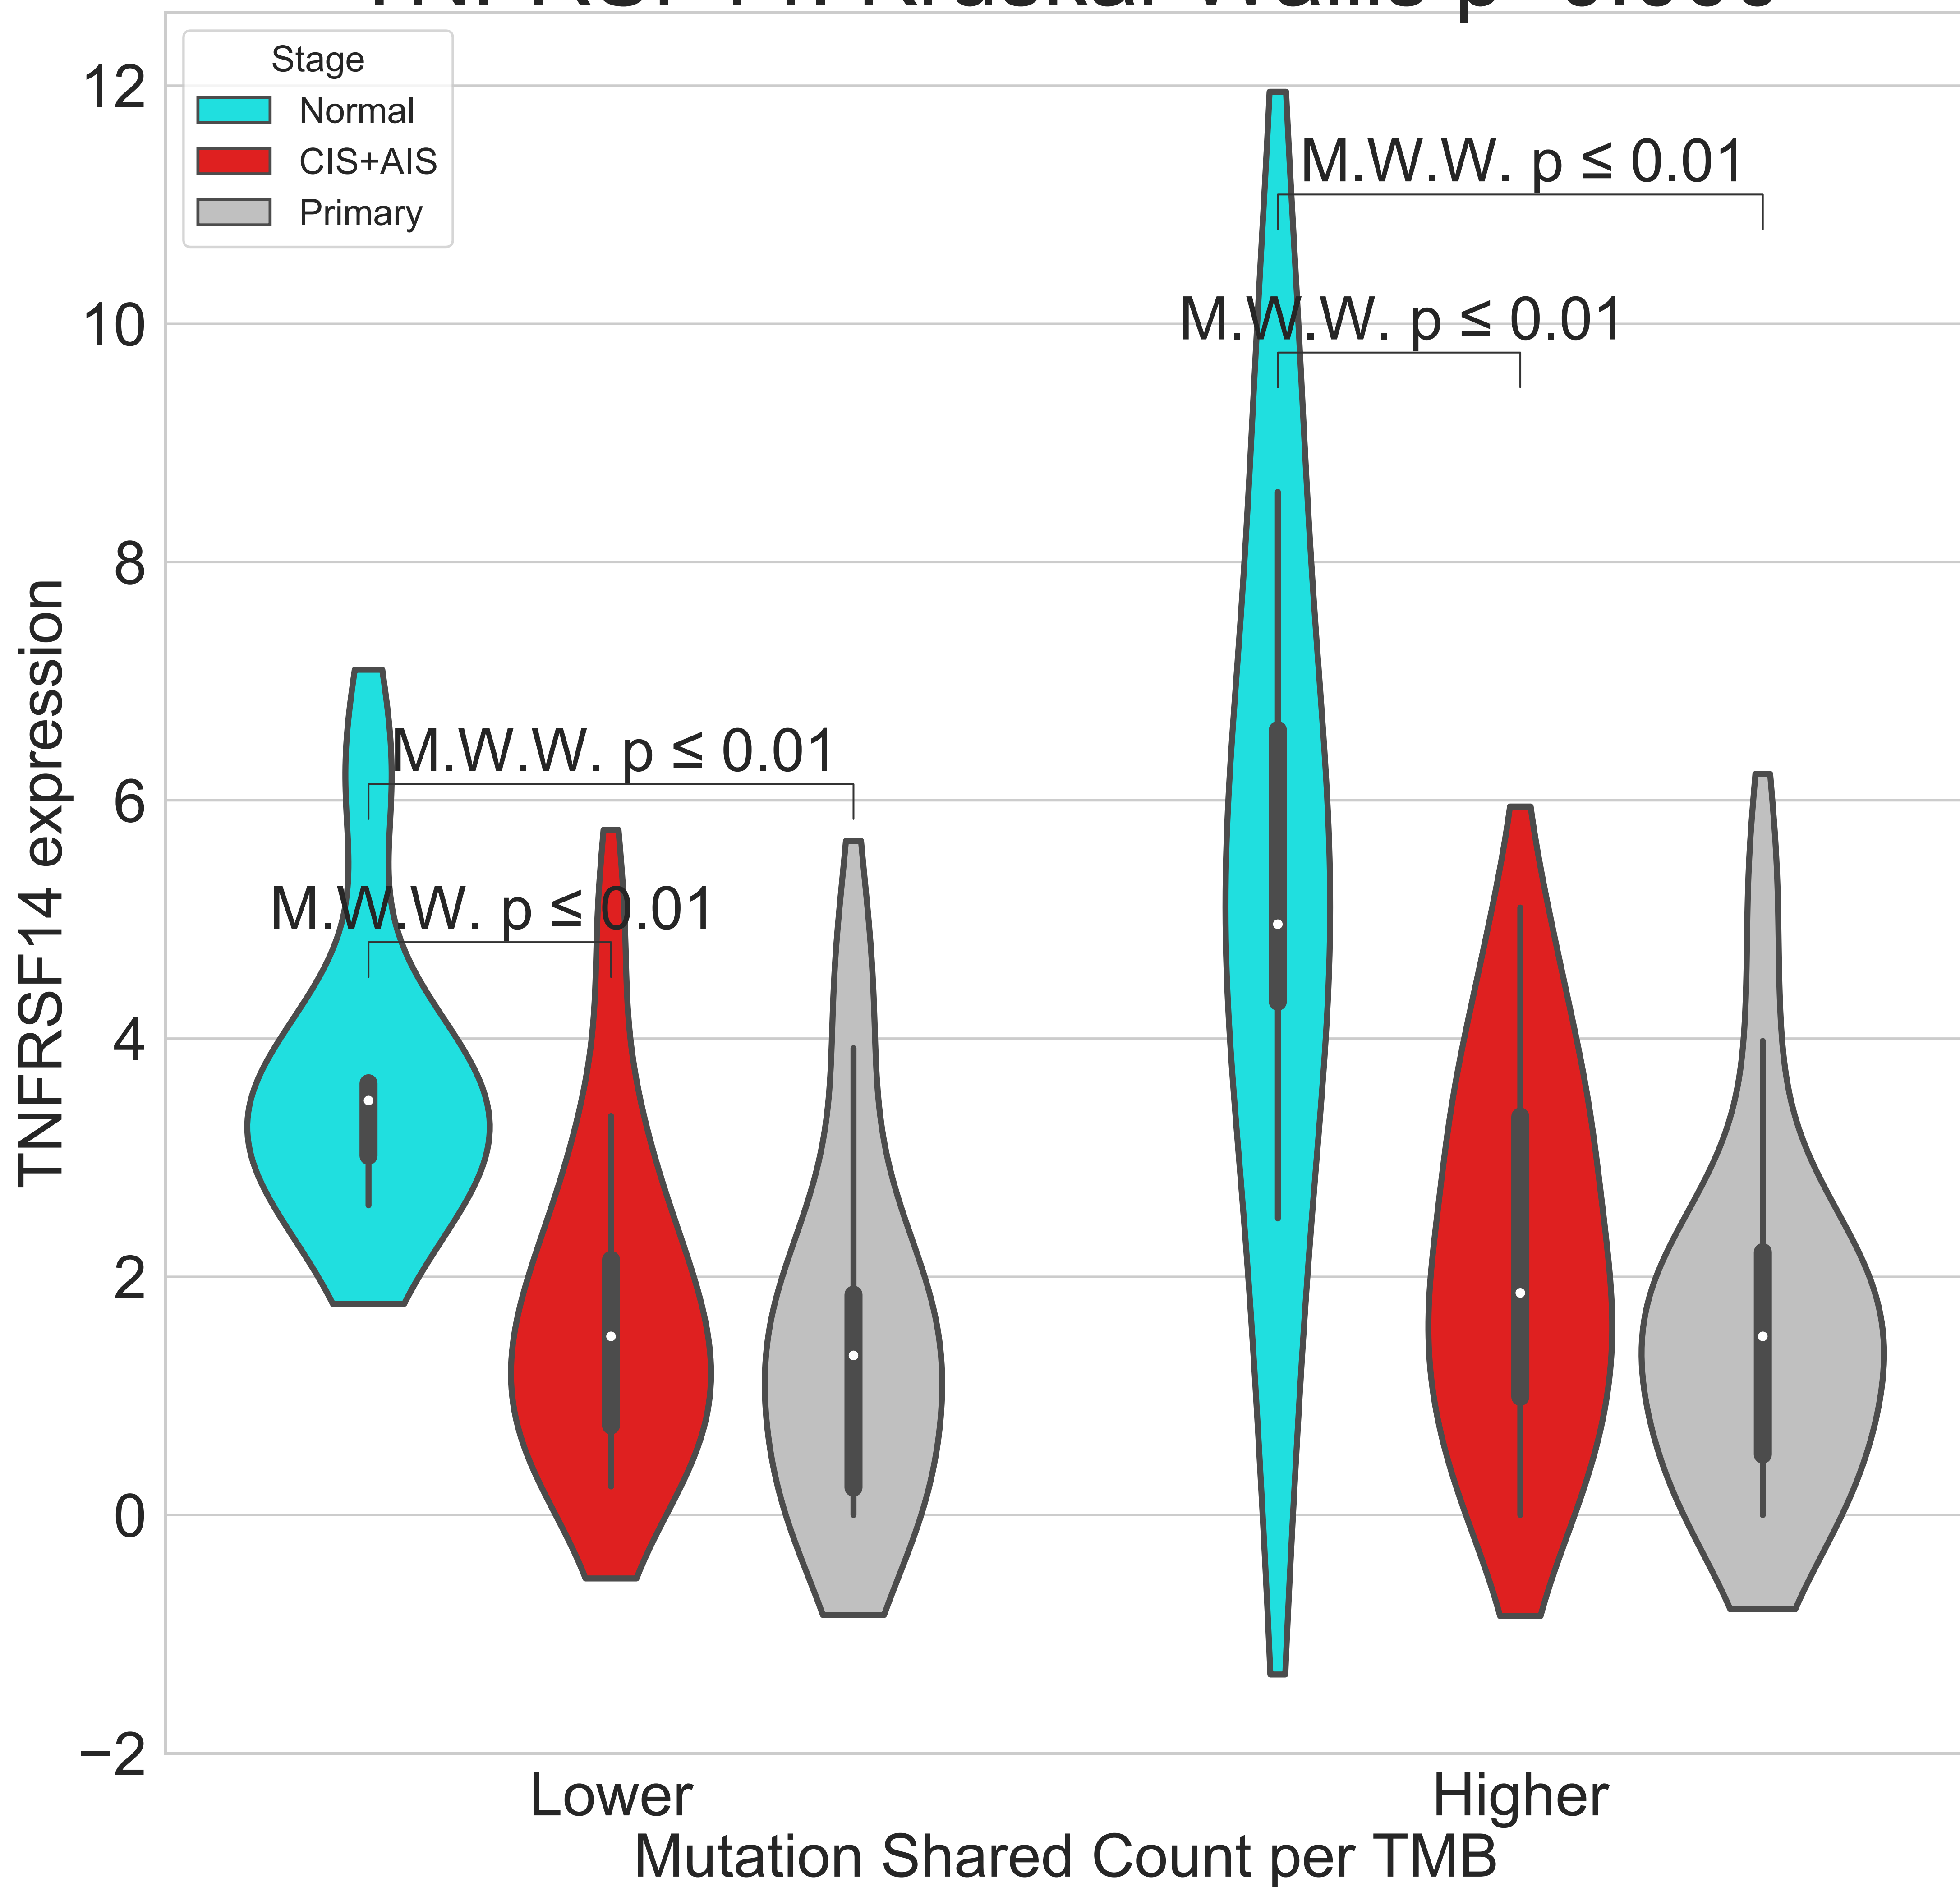 Stage
Normal
CIS+AIS
Primary
12
10
8
6
4
2
0
−2
TNFRSF14 expression
M.W.W. p ≤ 0.01
M.W.W. p ≤ 0.01
M.W.W. p ≤ 0.01
M.W.W. p ≤ 0.01
Lower
Higher
Mutation Shared Count per TMB